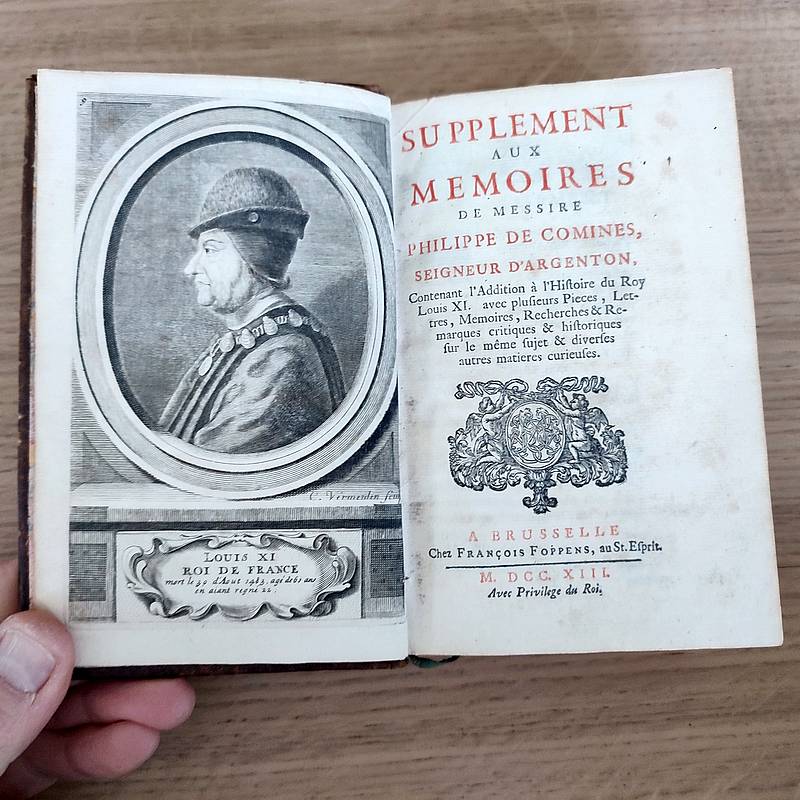 C. Vermeulin scu
LOUIS XI
ROI DE FRANCE
mort le 30 d'Aout 1483, agé de 61 ans
en aiant regné 22.
SUPPLEMENT
AUX
MEMOIRES
DE MESSIRE
PHILIPPE DE COMINES,
SEIGNEUR D'ARGENTON,
Contenant l'Addition à l'Histoire du Roy
Louis XI. avec plusieurs Pieces, Let-
tres, Memoires, Recherches & Re-
marques critiques & historiques
sur le même sujet & diverses
autres matieres curieuses.
A BRUSSELLE
Chez FRANÇOIS FOPPENS, au St. Esprit.
M. DCC. XIII.
Avec Privilege du Roi.